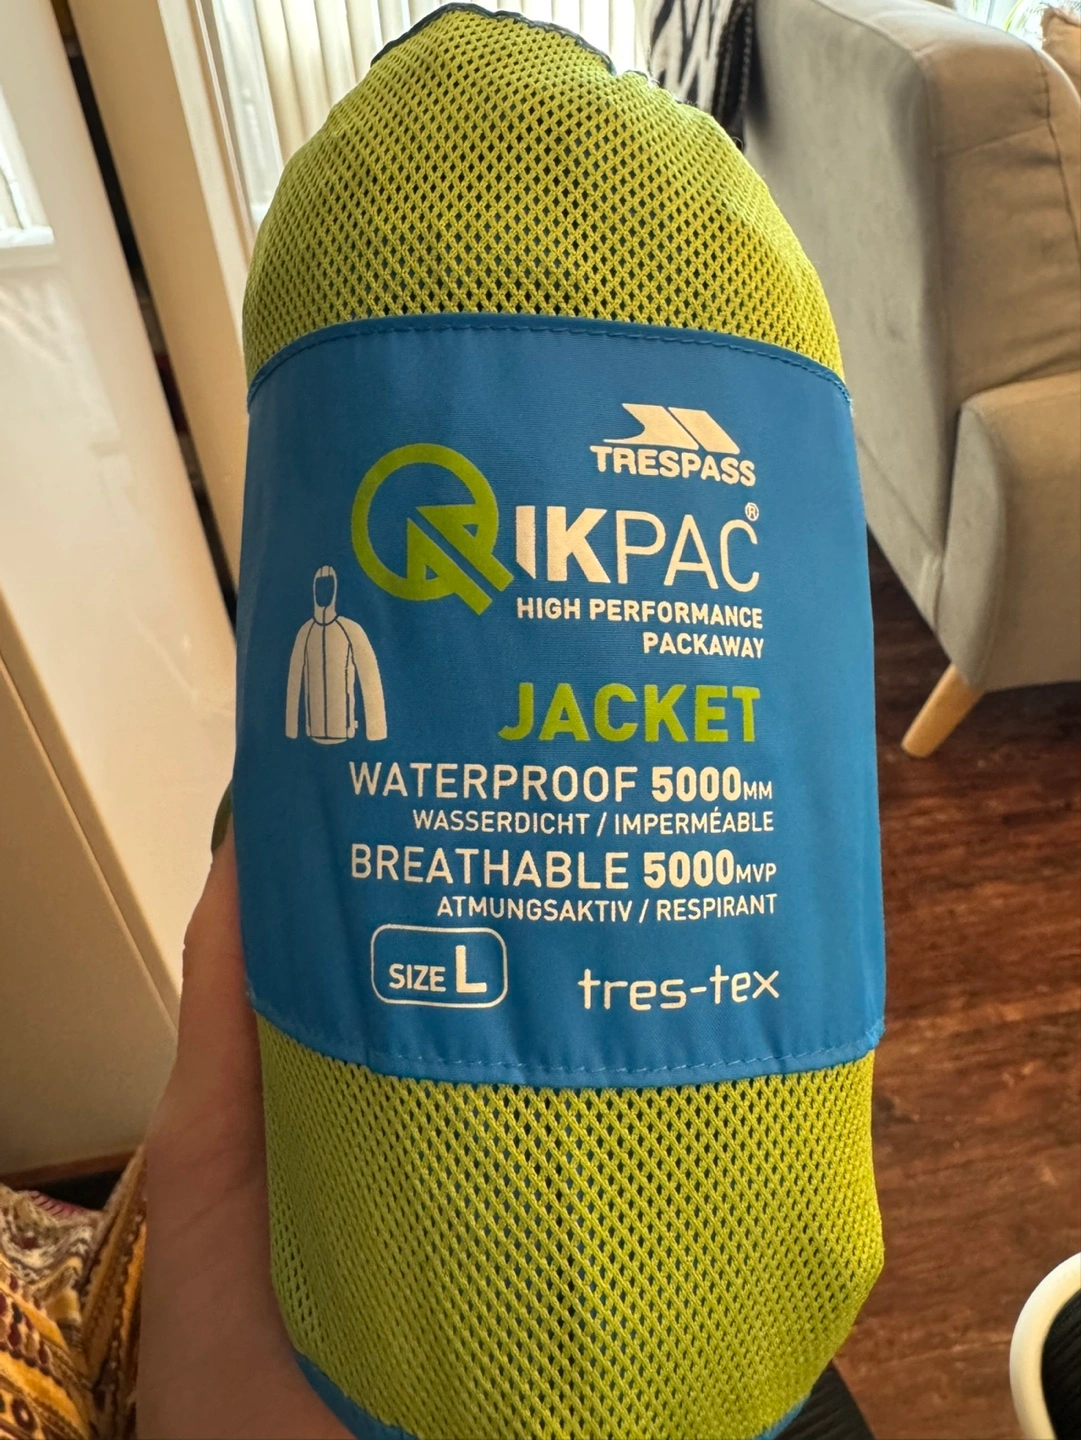 TRESPASS
QIKPAC®
HIGH PERFORMANCE
PACKAWAY
JACKET
WATERPROOF 5000MM
WASSERDICHT / IMPERMÉABLE
BREATHABLE 5000MVP
ATMUNGSAKTIV / RESPIRANT
SIZE L
tres-tex